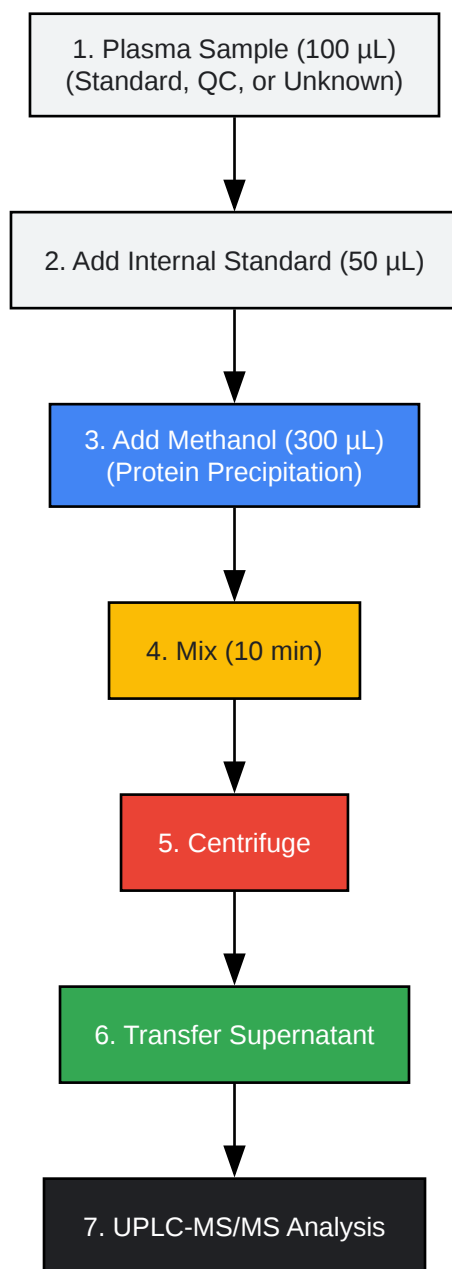 1. Plasma Sample (100 µL)
(Standard, QC, or Unknown)
2. Add Internal Standard (50 µL)
3. Add Methanol (300 µL)
(Protein Precipitation)
4. Mix (10 min)
5. Centrifuge
6. Transfer Supernatant
7. UPLC-MS/MS Analysis